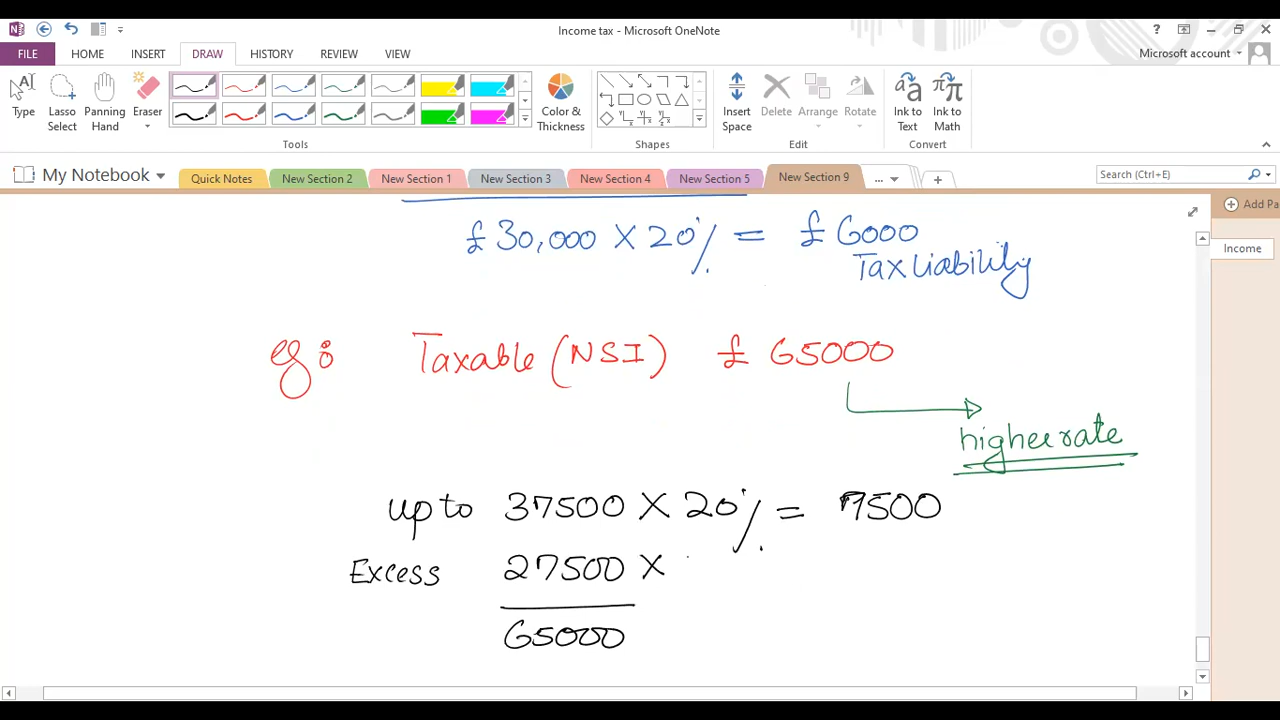 Income tax - Microsoft OneNote
FILE HOME INSERT DRAW HISTORY REVIEW VIEW Microsoft account
Type Lasso Select Panning Hand Eraser Color & Thickness Insert Space Delete Arrange Rotate Ink to Text Ink to Math
Tools Shapes Edit Convert
My Notebook Quick Notes New Section 2 New Section 1 New Section 3 New Section 4 New Section 5 New Section 9 ... + Search (Ctrl+E)
Add Pa
Income
£30,000 X 20% = £6000
Tax liability
eg: Taxable (NSI) £ 65000
higher rate
upto 37500 X 20% = 7500
Excess 27500 X
65000